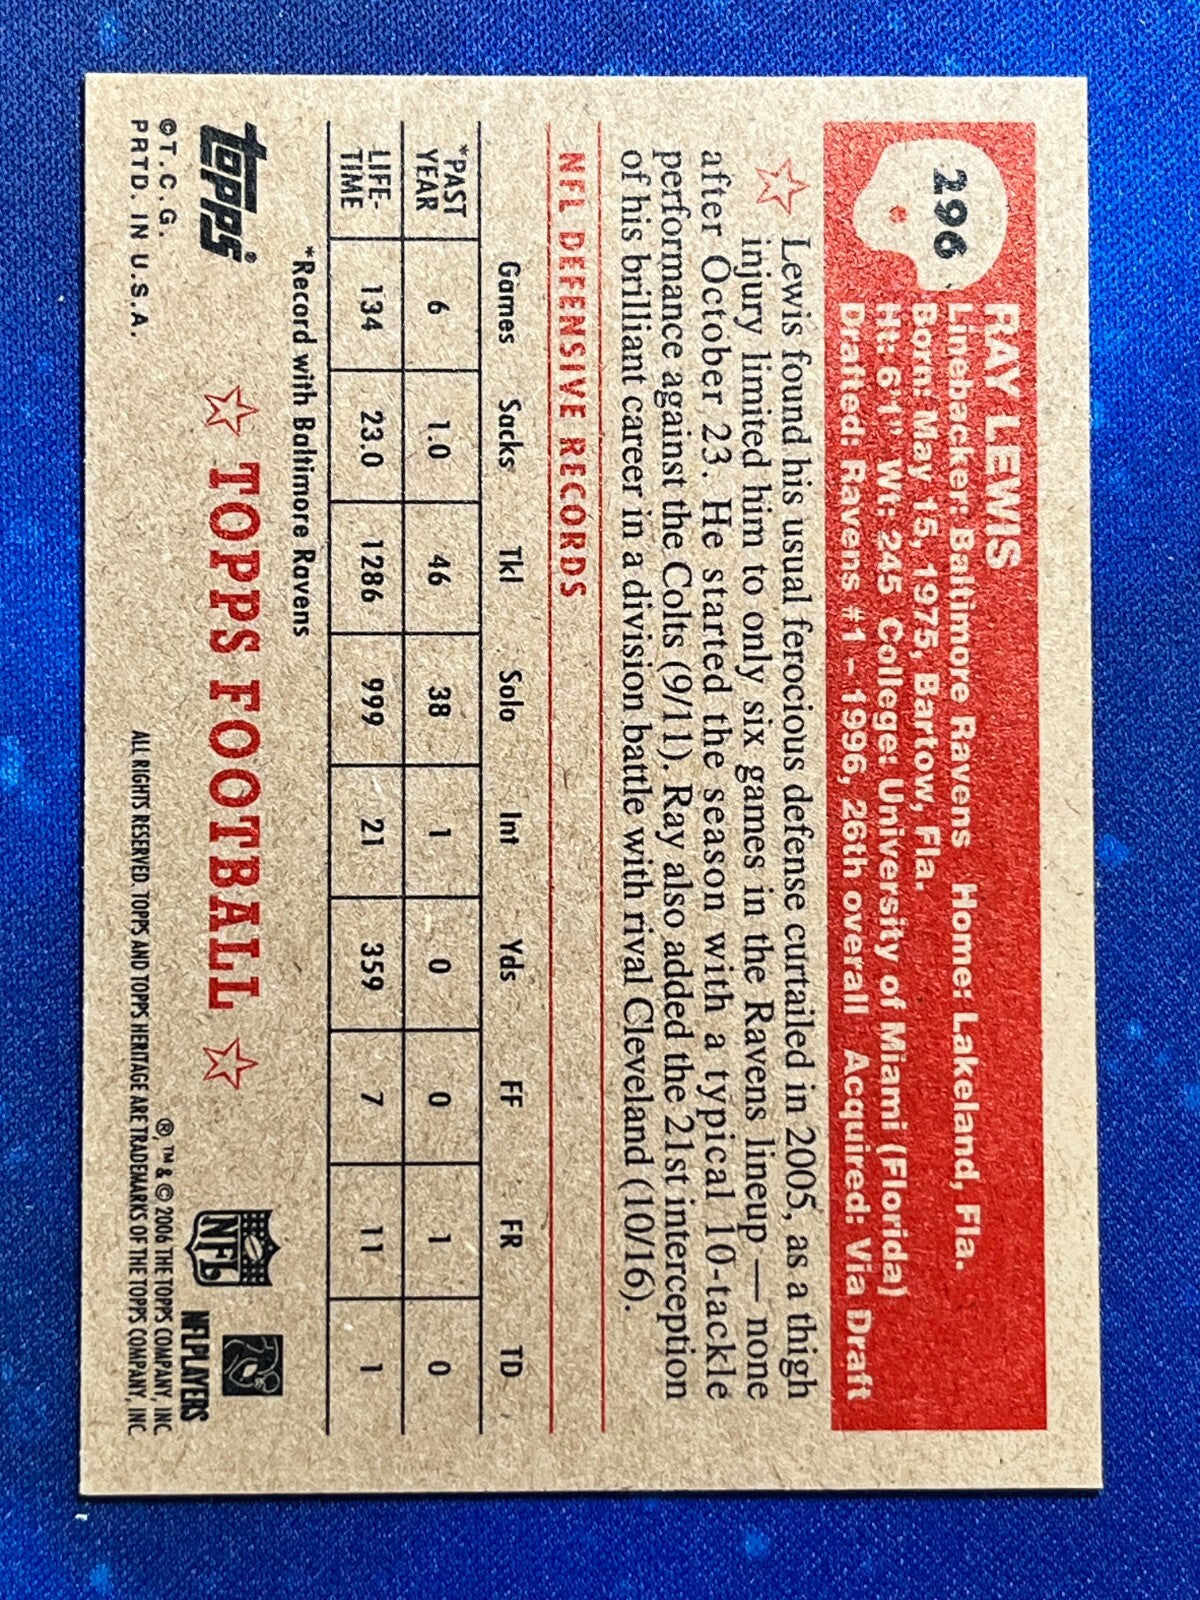 296
RAY LEWIS
Linebacker: Baltimore Ravens Home: Lakeland, Fla.
Born: May 15, 1975, Bartow, Fla.
Ht: 6'1" Wt: 245 College: University of Miami (Florida)
Drafted: Ravens #1 – 1996, 26th overall Acquired: Via Draft
Lewis found his usual ferocious defense curtailed in 2005, as a thigh
injury limited him to only six games in the Ravens lineup — none
after October 23. He started the season with a typical 10-tackle
performance against the Colts (9/11). Ray also added the 21st interception
of his brilliant career in a division battle with rival Cleveland (10/16).
NFL DEFENSIVE RECORDS
Games Sacks Tkl Solo Int Yds FF FR TD
*PAST YEAR 6 1.0 46 38 1 0 0 1 0
LIFE-TIME 134 23.0 1286 999 21 359 7 11 1
*Record with Baltimore Ravens
topps
TOPPS FOOTBALL
NFL
NFLPLAYERS
© T.C.G.
PRTD. IN U.S.A.
®, ™ & © 2006 THE TOPPS COMPANY, INC.
ALL RIGHTS RESERVED. TOPPS AND TOPPS HERITAGE ARE TRADEMARKS OF THE TOPPS COMPANY, INC.